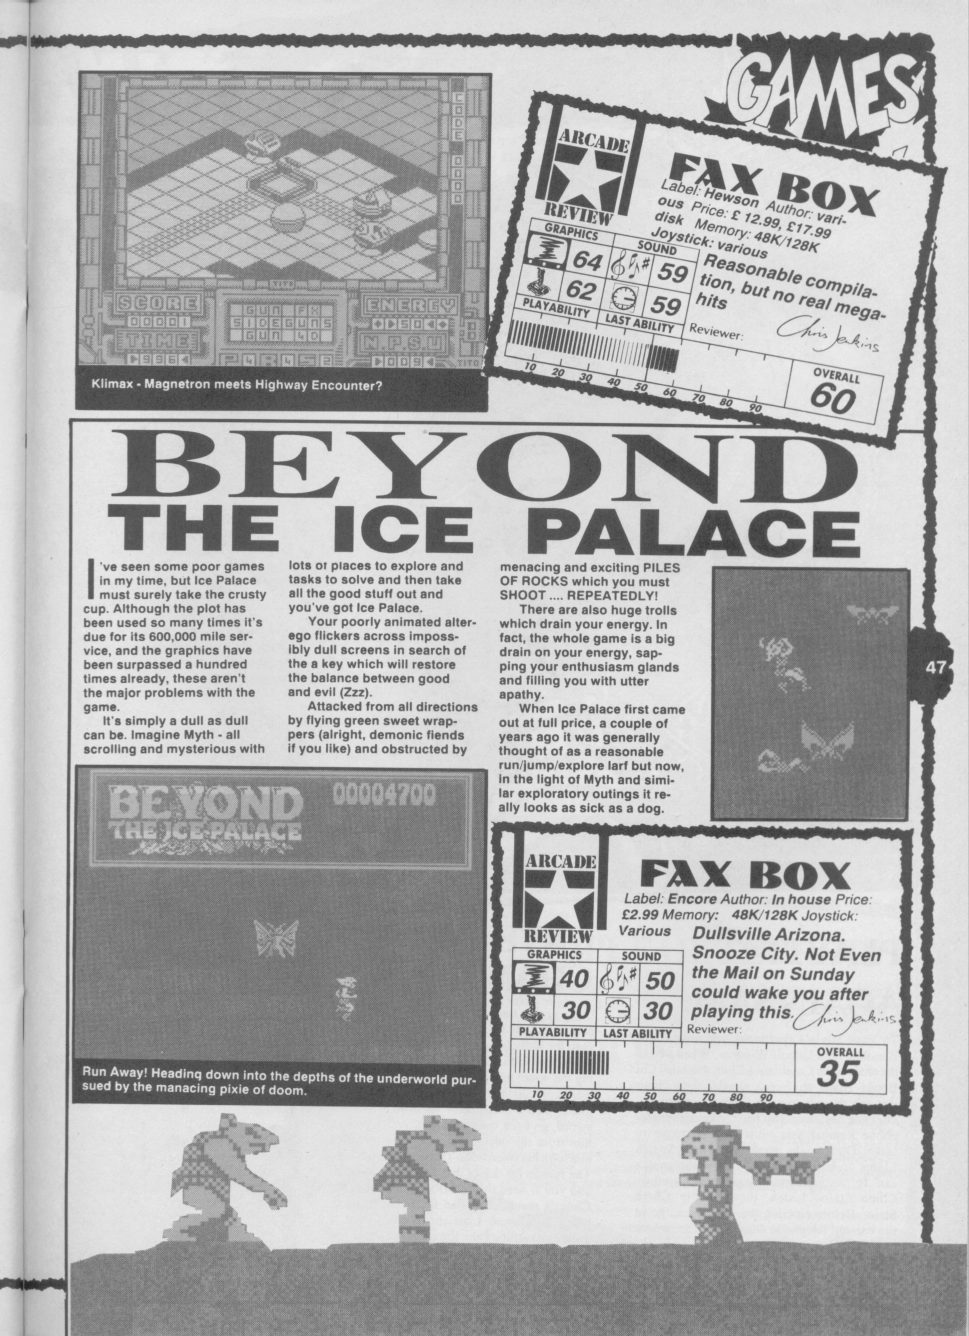 GAMES
SCORE
00001
TIME
▶996◀
GUN FX
SIDEGUNS
GUN 4D
ENERGY
50
N.P.S.U
▶009◀
Klimax - Magnetron meets Highway Encounter?
ARCADE
REVIEW
FAX BOX
Label: Hewson Author: vari-
ous Price: £ 12.99, £17.99
disk Memory: 48K/128K
Joystick: various
GRAPHICS
SOUND
64
59
62
59
PLAYABILITY
LAST ABILITY
Reasonable compila-
tion, but no real mega-
hits
Reviewer:
Chris Jenkins
10 20 30 40 50 60 70 80 90
OVERALL
60
BEYOND
THE ICE PALACE
I've seen some poor games
in my time, but Ice Palace
must surely take the crusty
cup. Although the plot has
been used so many times it's
due for its 600,000 mile ser-
vice, and the graphics have
been surpassed a hundred
times already, these aren't
the major problems with the
game.
It's simply a dull as dull
can be. Imagine Myth - all
scrolling and mysterious with
lots of places to explore and
tasks to solve and then take
all the good stuff out and
you've got Ice Palace.
Your poorly animated alter-
ego flickers across imposs-
ibly dull screens in search of
the a key which will restore
the balance between good
and evil (Zzz).
Attacked from all directions
by flying green sweet wrap-
pers (alright, demonic fiends
if you like) and obstructed by
menacing and exciting PILES
OF ROCKS which you must
SHOOT .... REPEATEDLY!
There are also huge trolls
which drain your energy. In
fact, the whole game is a big
drain on your energy, sap-
ping your enthusiasm glands
and filling you with utter
apathy.
When Ice Palace first came
out at full price, a couple of
years ago it was generally
thought of as a reasonable
run/jump/explore larf but now,
in the light of Myth and simi-
lar exploratory outings it re-
ally looks as sick as a dog.
47
BEYOND
THE ICE PALACE
00004700
Run Away! Heading down into the depths of the underworld pur-
sued by the manacing pixie of doom.
ARCADE
REVIEW
FAX BOX
Label: Encore Author: In house Price:
£2.99 Memory: 48K/128K Joystick:
Various
GRAPHICS
SOUND
40
50
30
30
PLAYABILITY
LAST ABILITY
Dullsville Arizona.
Snooze City. Not Even
the Mail on Sunday
could wake you after
playing this.
Reviewer:
Chris Jenkins
10 20 30 40 50 60 70 80 90
OVERALL
35